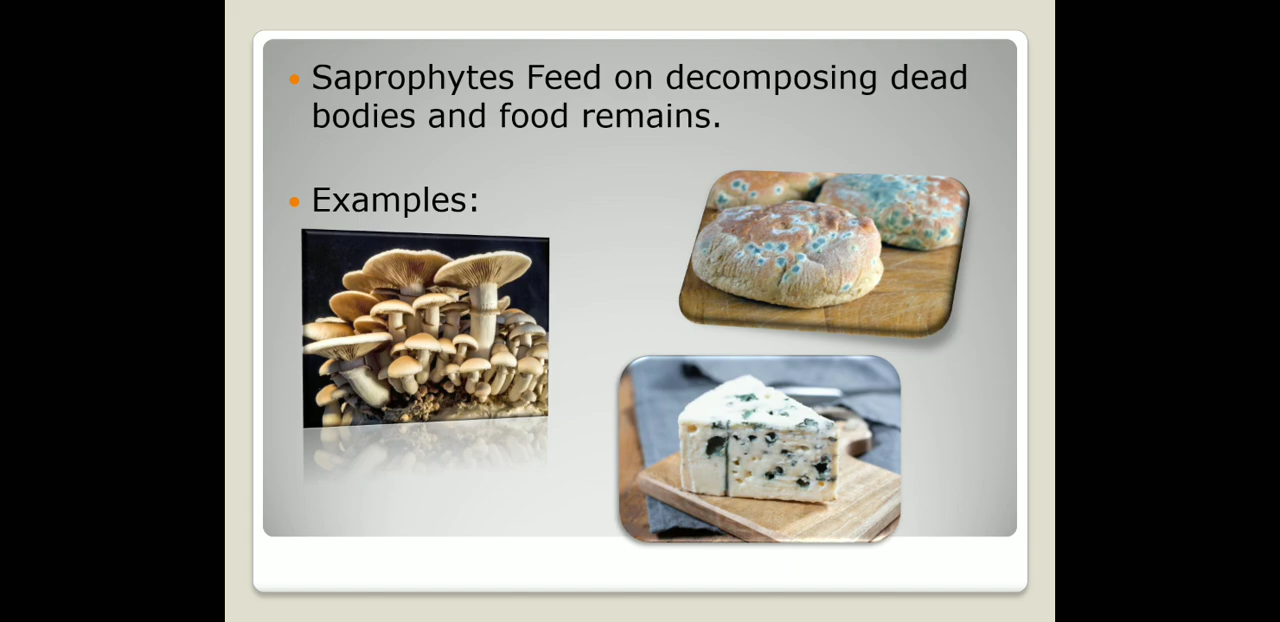 Saprophytes Feed on decomposing dead
bodies and food remains.
Examples: